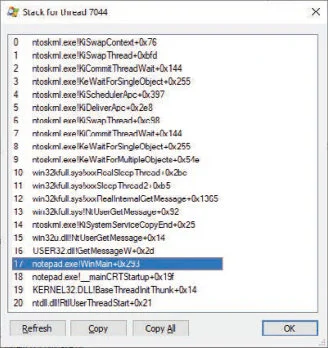 Stack for thread 7044
0 ntoskrnl.exe!KiSwapContext+0x76
1 ntoskrnl.exe!KiSwapThread+0xbfd
2 ntoskrnl.exe!KiCommitThreadWait+0x144
3 ntoskrnl.exe!KeWaitForSingleObject+0x255
4 ntoskrnl.exe!KiSchedulerApc+0x397
5 ntoskrnl.exe!KiDeliverApc+0x2e8
6 ntoskrnl.exe!KiSwapThread+0xc98
7 ntoskrnl.exe!KiCommitThreadWait+0x144
8 ntoskrnl.exe!KeWaitForSingleObject+0x255
9 ntoskrnl.exe!KeWaitForMultipleObjects+0x54e
10 win32kfull.sys!xxxRealSleepThread+0x2be
11 win32kfull.sys!xxxSleepThread2+0xb5
12 win32kfull.sys!xxxRealInternalGetMessage+0x1365
13 win32kfull.sys!NtUserGetMessage+0x92
14 ntoskrnl.exe!KiSystemServiceCopyEnd+0x25
15 win32u.dll!NtUserGetMessage+0x14
16 USER32.dll!GetMessageW+0x2d
17 notepad.exe!WinMain+0x293
18 notepad.exe!__mainCRTStartup+0x19f
19 KERNEL32.DLL!BaseThreadInitThunk+0x14
20 ntdll.dll!RtlUserThreadStart+0x21
Refresh Copy Copy All OK